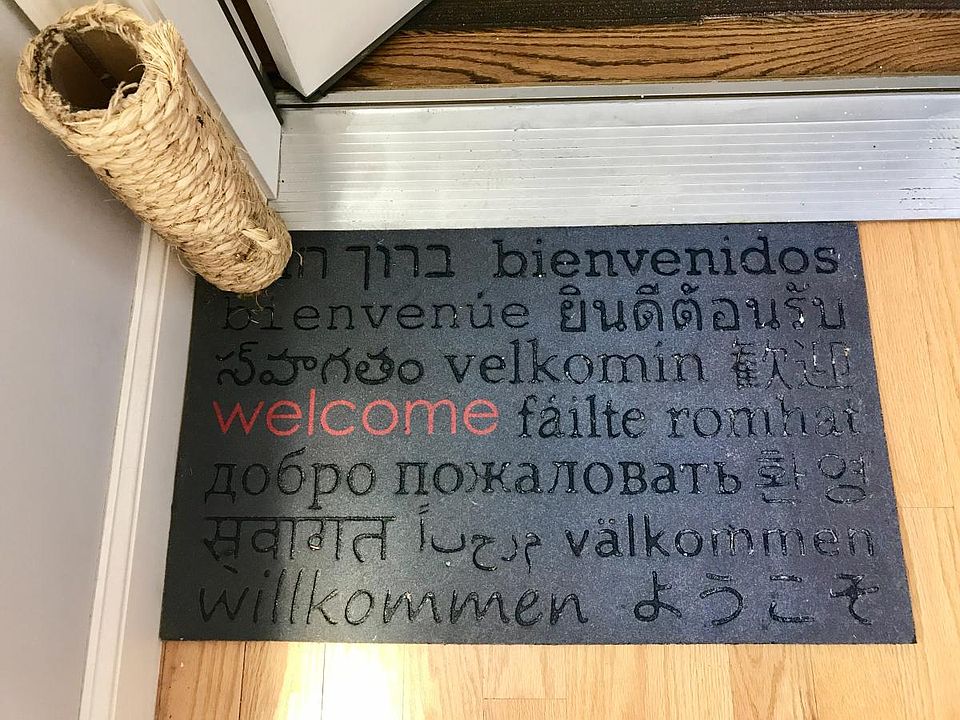 ברוך bienvenidos
bienvenúe ยินดีต้อนรับ
స్వాగతం velkomin 歡迎
welcome fáilte romhat
добро пожаловать 환영
स्वागत مرحباً välkommen
willkommen ようこそ